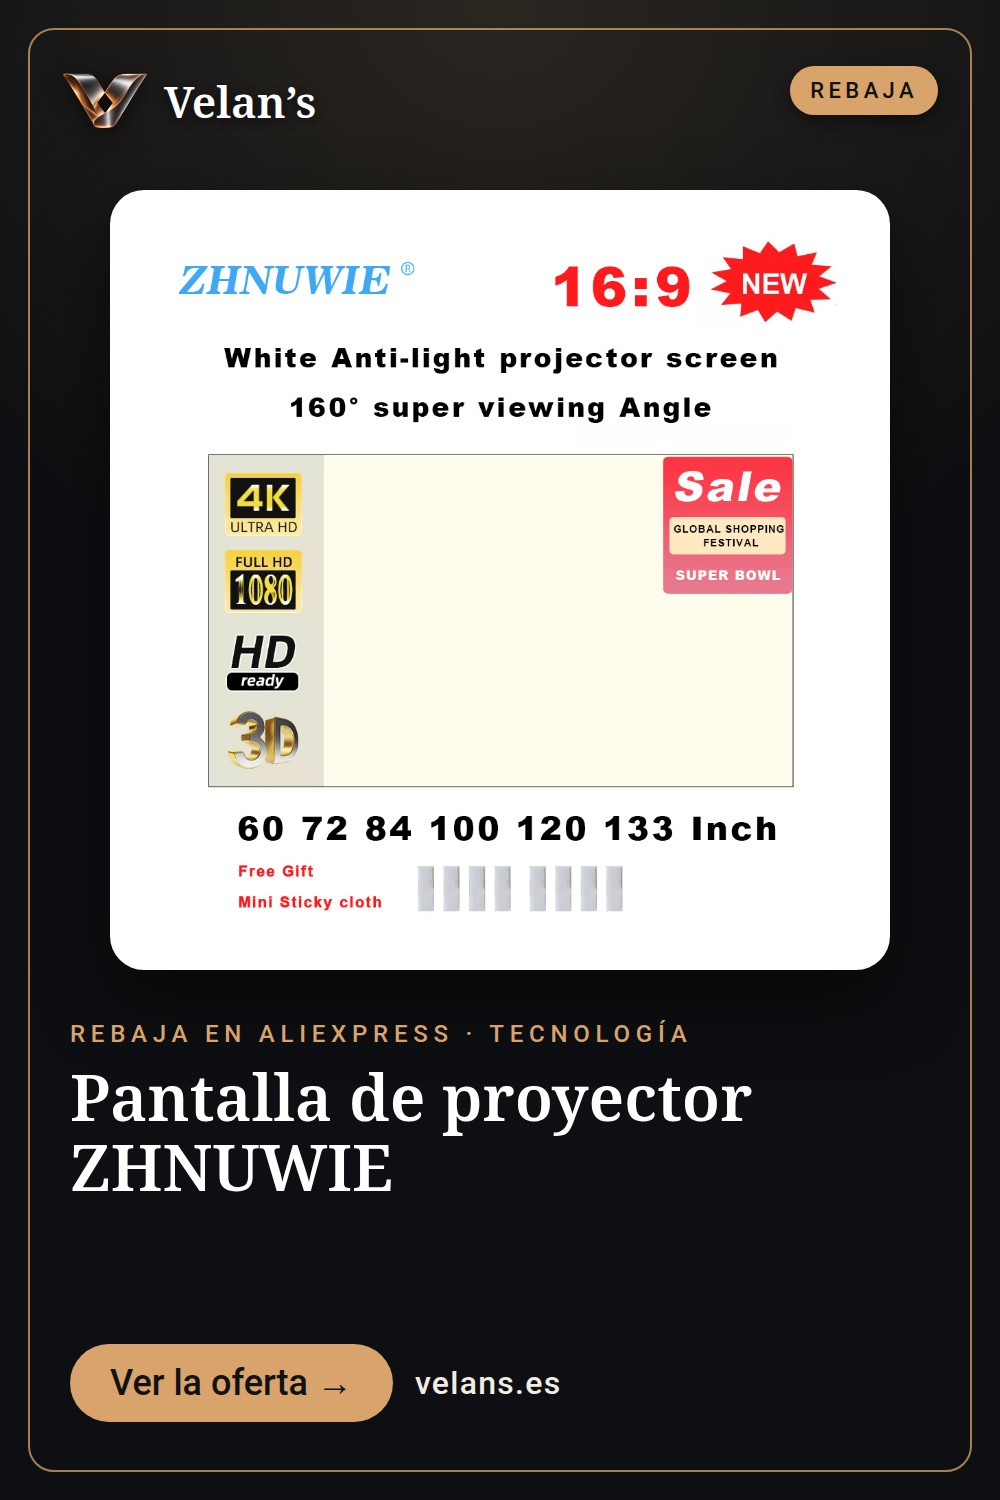 Velan’s
REBAJA
ZHNUWIE ®
16:9
NEW
White Anti-light projector screen
160° super viewing Angle
4K
ULTRA HD
FULL HD
1080
HD
ready
3D
Sale
GLOBAL SHOPPING
FESTIVAL
SUPER BOWL
60 72 84 100 120 133 Inch
Free Gift
Mini Sticky cloth
REBAJA EN ALIEXPRESS · TECNOLOGÍA
Pantalla de proyector
ZHNUWIE
Ver la oferta →
velans.es